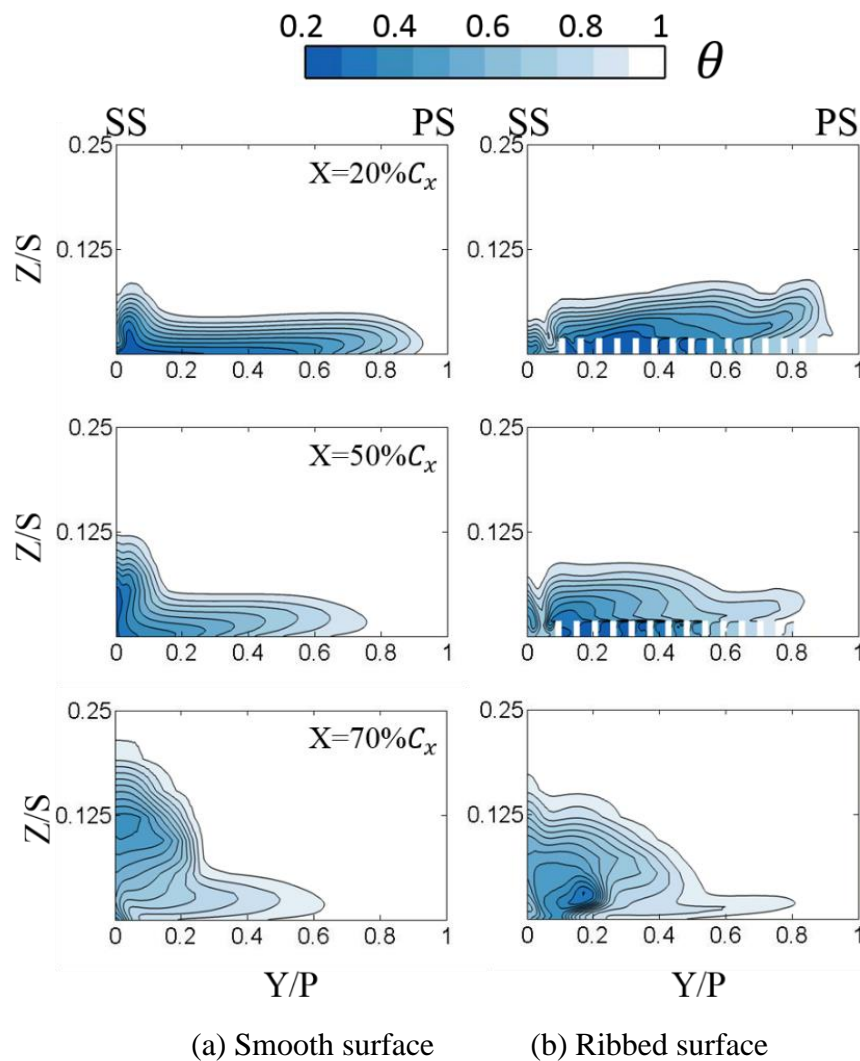 0.2 0.4 0.6 0.8 1
θ
SS PS SS PS
0.25 X=20%Cₓ 0.25
Z/S 0.125 0.125
0 0.2 0.4 0.6 0.8 1 0 0.2 0.4 0.6 0.8 1
0.25 X=50%Cₓ 0.25
Z/S 0.125 0.125
0 0.2 0.4 0.6 0.8 1 0 0.2 0.4 0.6 0.8 1
0.25 X=70%Cₓ 0.25
Z/S 0.125 0.125
0 0.2 0.4 0.6 0.8 1 0 0.2 0.4 0.6 0.8 1
Y/P Y/P
(a) Smooth surface (b) Ribbed surface